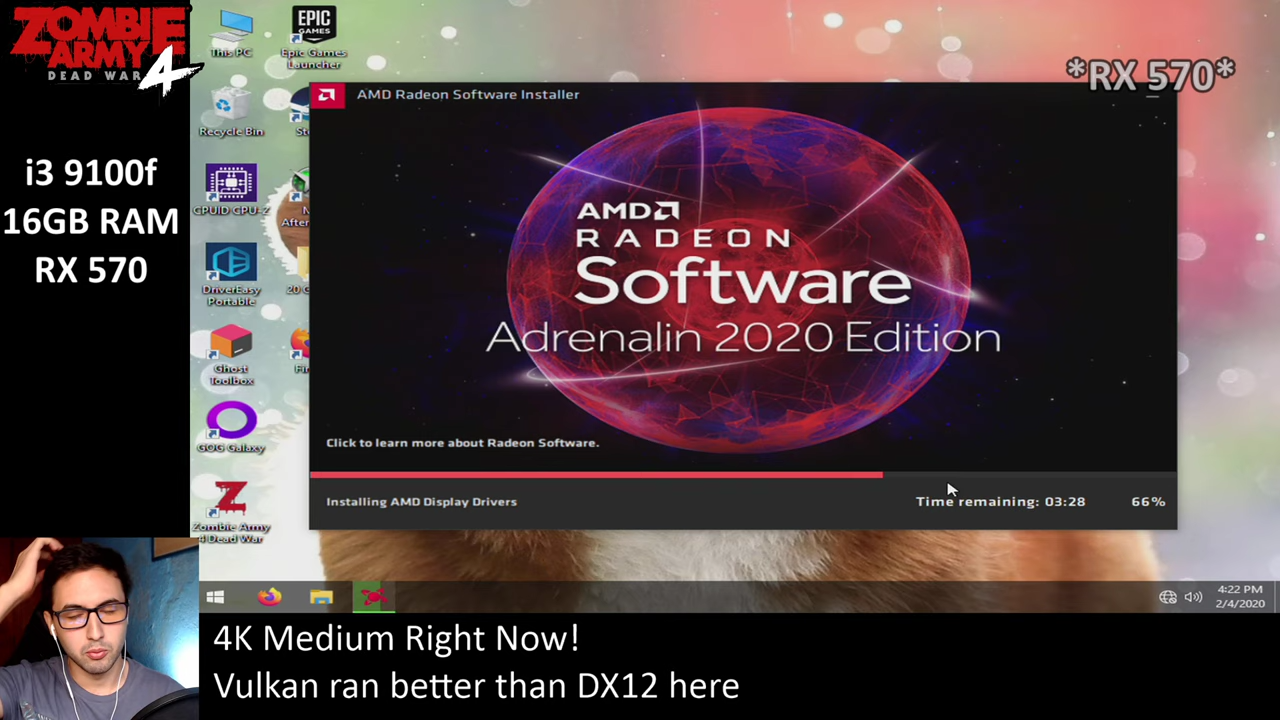 ZOMBIE
ARMY 4
DEAD WAR
i3 9100f
16GB RAM
RX 570
*RX 570*
This PC
EPIC
GAMES
Epic Games
Launcher
Recycle Bin
CPUID CPU-Z
DriverEasy
Portable
Ghost
Toolbox
GOG Galaxy
Zombie Army
4 Dead War
AMD Radeon Software Installer
AMD
RADEON
Software
Adrenalin 2020 Edition
Click to learn more about Radeon Software.
Installing AMD Display Drivers
Time remaining: 03:28
66%
4:22 PM
2/4/2020
4K Medium Right Now!
Vulkan ran better than DX12 here